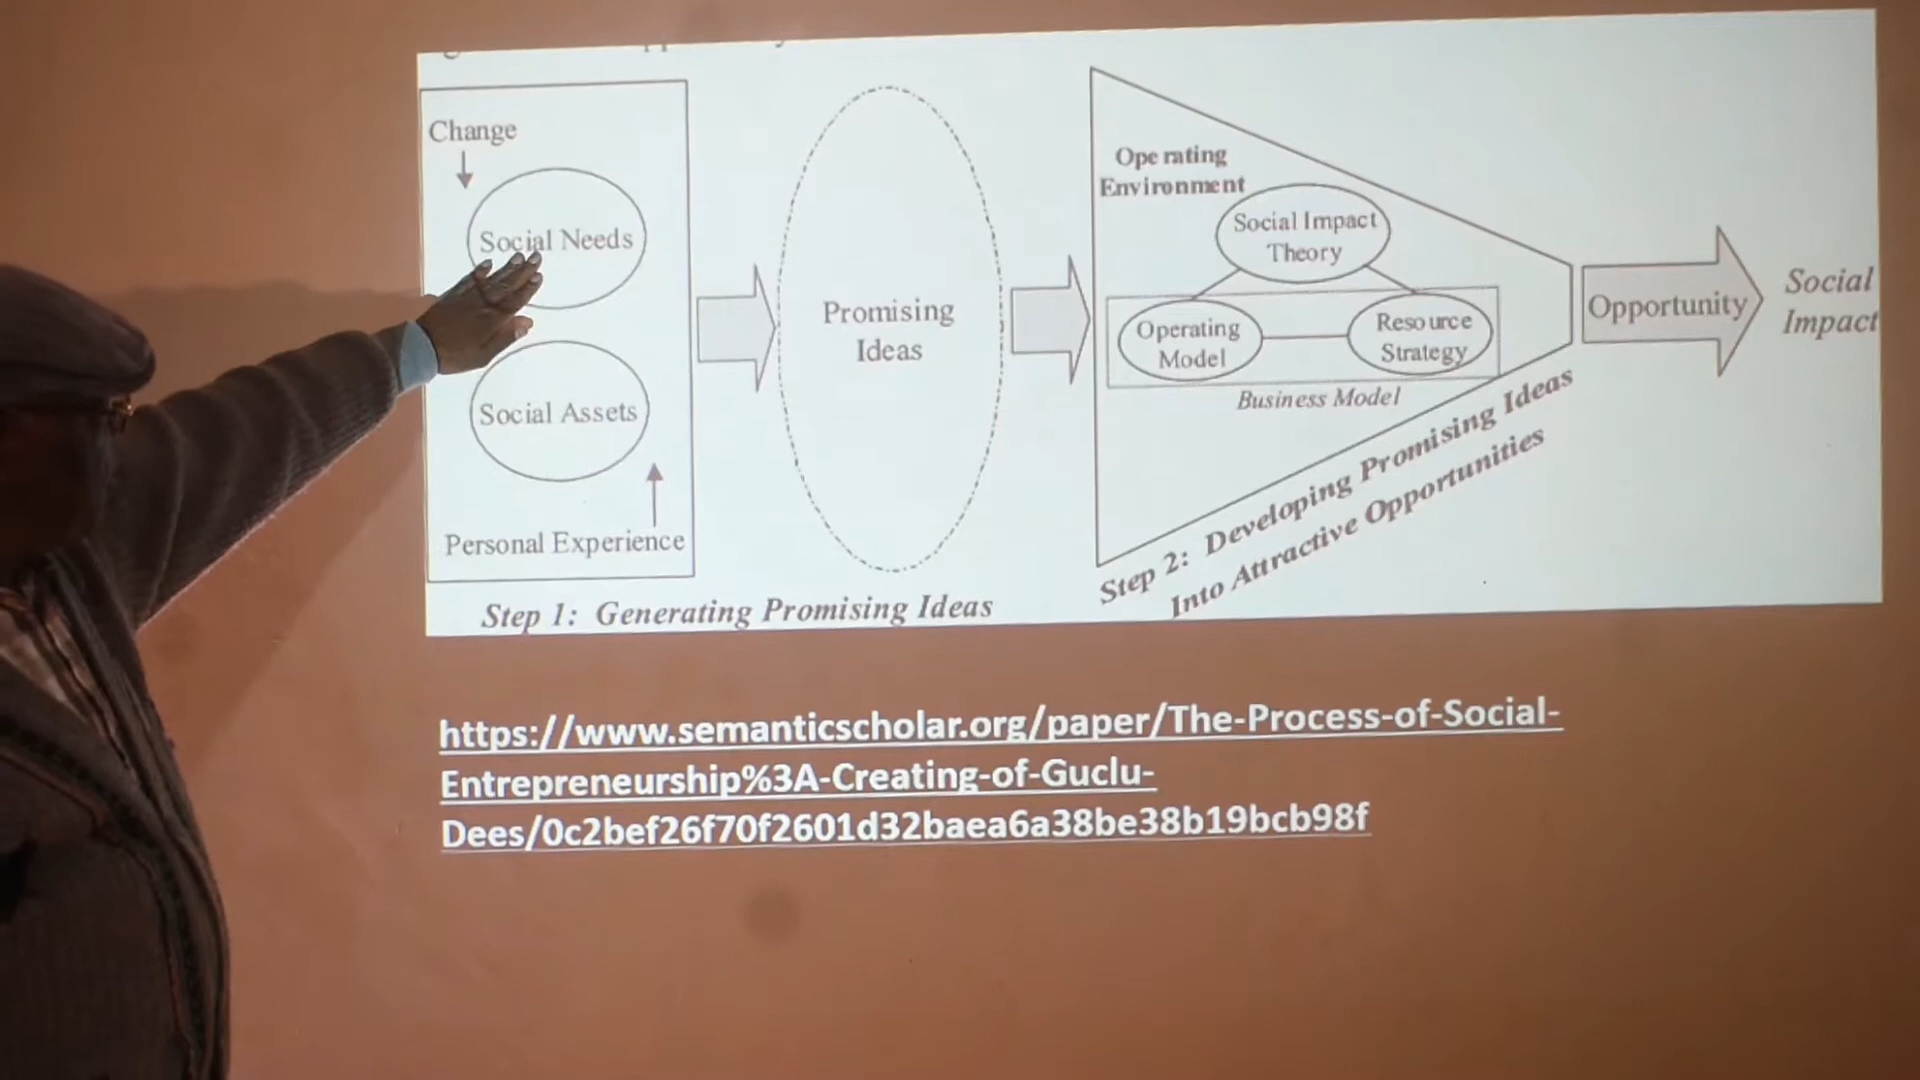 Change
Social Needs
Social Assets
Personal Experience
Step 1: Generating Promising Ideas
Promising
Ideas
Operating
Environment
Social Impact
Theory
Operating
Model
Resource
Strategy
Business Model
Step 2: Developing Promising Ideas
Into Attractive Opportunities
Opportunity
Social
Impact
https://www.semanticscholar.org/paper/The-Process-of-Social-
Entrepreneurship%3A-Creating-of-Guclu-
Dees/0c2bef26f70f2601d32baea6a38be38b19bcb98f